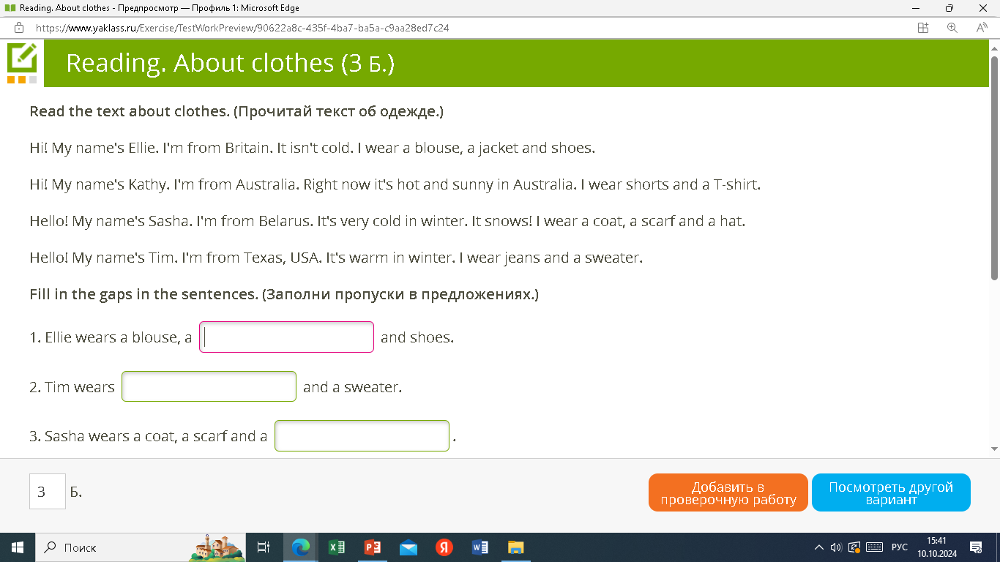 Reading. About clothes - Предпросмотр — Профиль 1: Microsoft Edge
https://www.yaklass.ru/Exercise/TestWorkPreview/90622a8c-435f-4ba7-ba5a-c9aa28ed7c24
Reading. About clothes (3 Б.)
Read the text about clothes. (Прочитай текст об одежде.)
Hi! My name's Ellie. I'm from Britain. It isn't cold. I wear a blouse, a jacket and shoes.
Hi! My name's Kathy. I'm from Australia. Right now it's hot and sunny in Australia. I wear shorts and a T-shirt.
Hello! My name's Sasha. I'm from Belarus. It's very cold in winter. It snows! I wear a coat, a scarf and a hat.
Hello! My name's Tim. I'm from Texas, USA. It's warm in winter. I wear jeans and a sweater.
Fill in the gaps in the sentences. (Заполни пропуски в предложениях.)
1. Ellie wears a blouse, a and shoes.
2. Tim wears and a sweater.
3. Sasha wears a coat, a scarf and a .
3 Б.
Добавить в
проверочную работу
Посмотреть другой
вариант
Поиск
РУС
15:41
10.10.2024